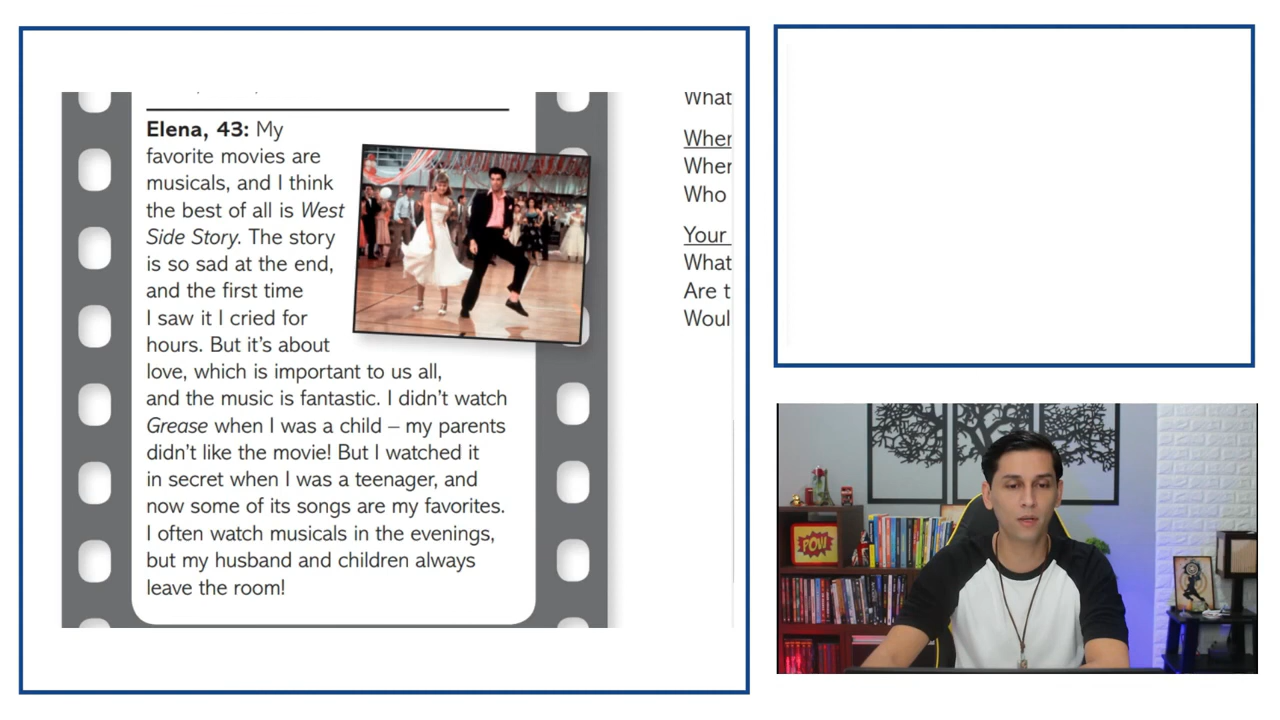 Elena, 43: My
favorite movies are
musicals, and I think
the best of all is West
Side Story. The story
is so sad at the end,
and the first time
I saw it I cried for
hours. But it's about
love, which is important to us all,
and the music is fantastic. I didn't watch
Grease when I was a child – my parents
didn't like the movie! But I watched it
in secret when I was a teenager, and
now some of its songs are my favorites.
I often watch musicals in the evenings,
but my husband and children always
leave the room!
What
Who
Your
What
POW!